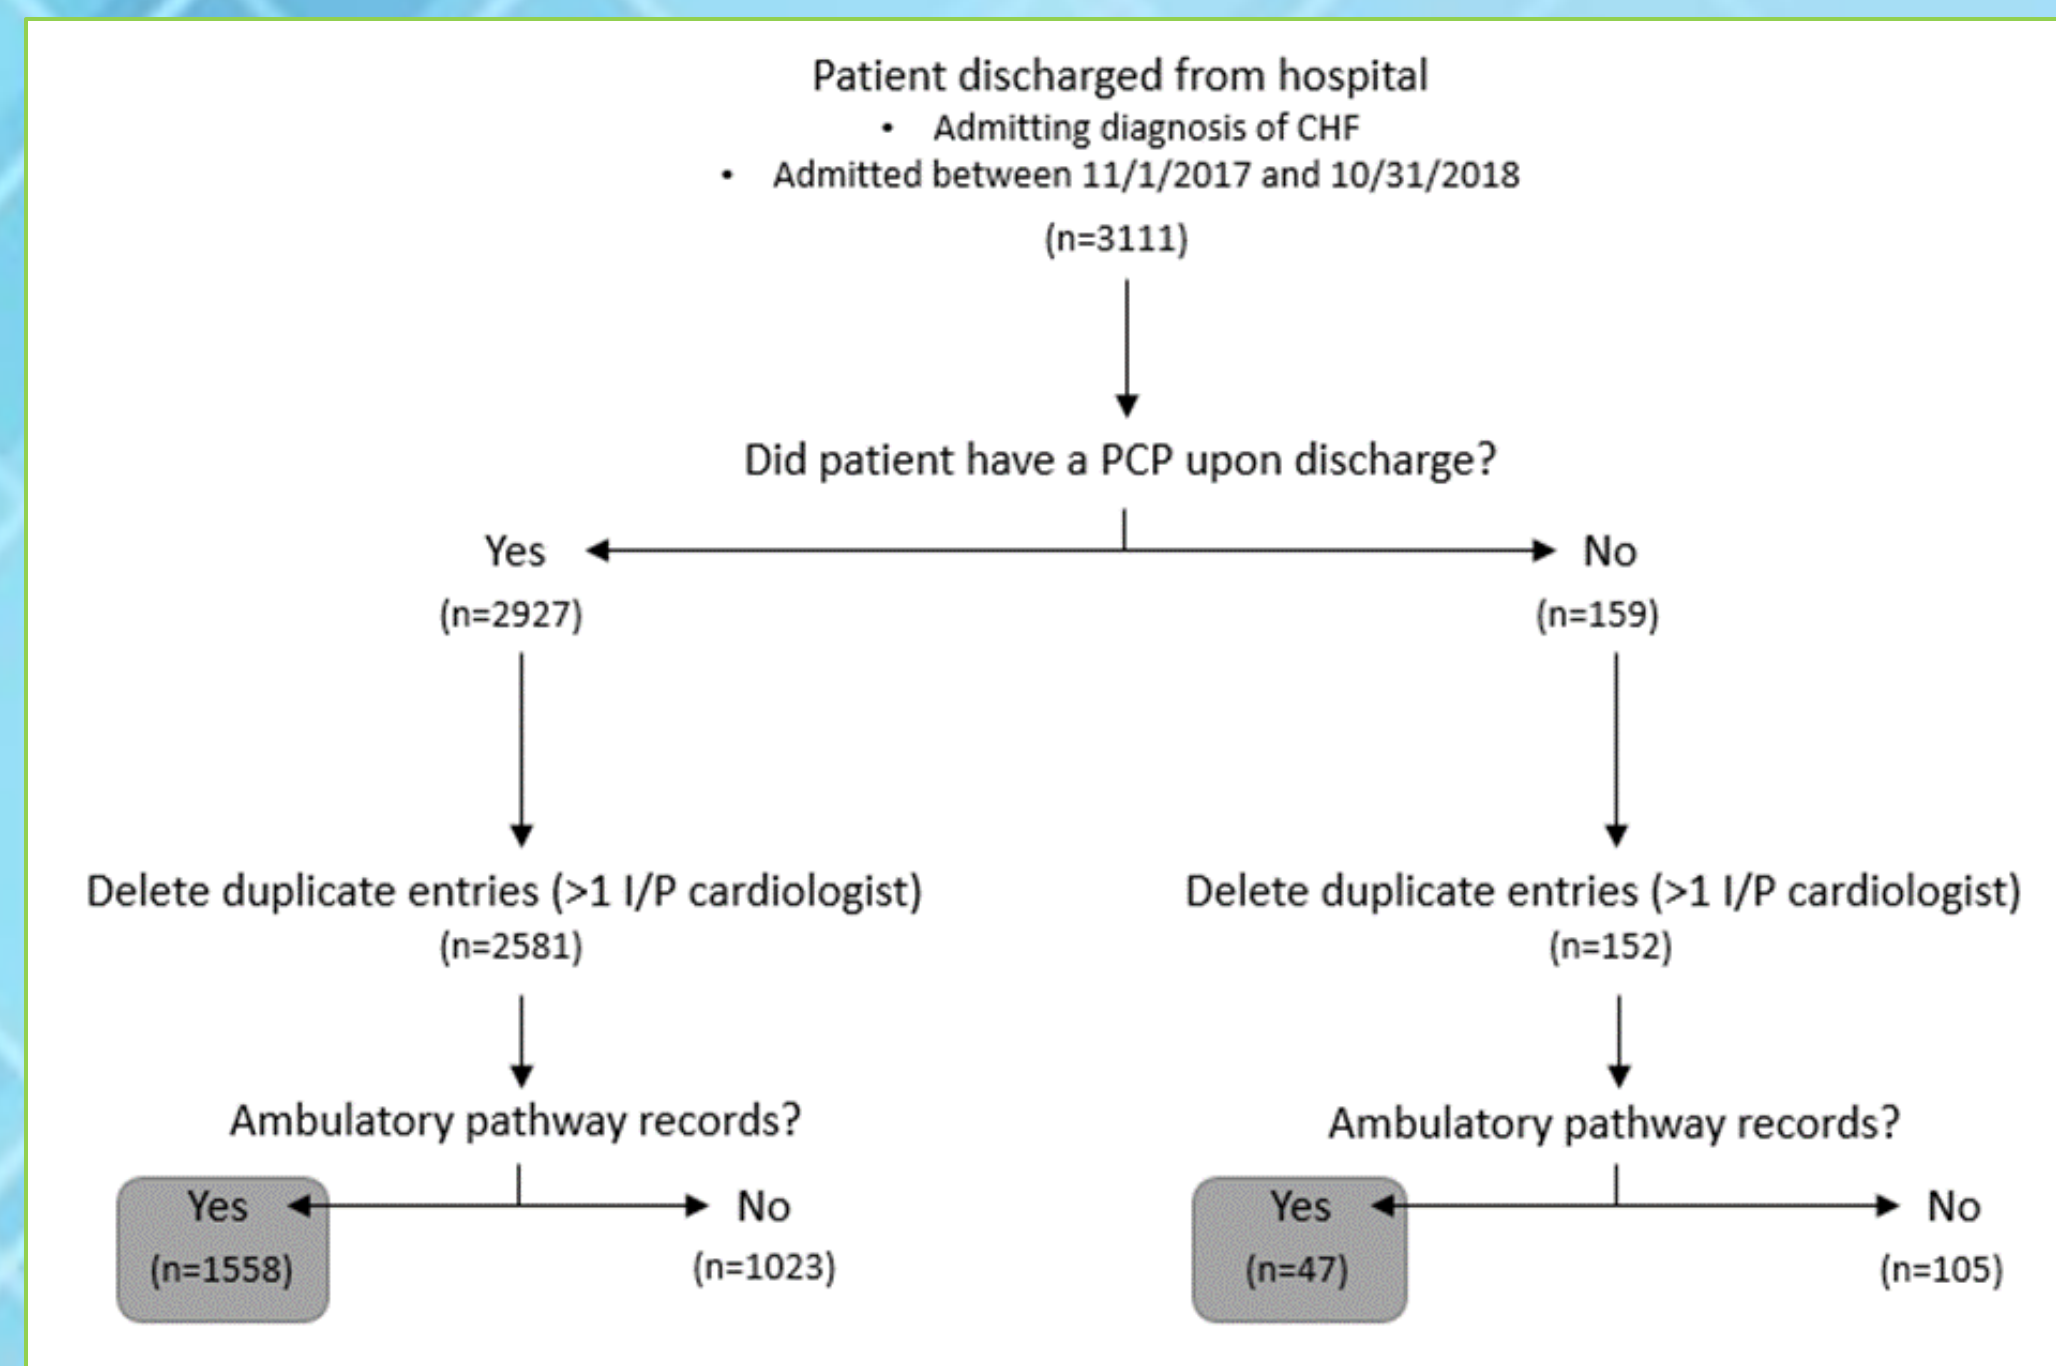 Patient discharged from hospital
• Admitting diagnosis of CHF
• Admitted between 11/1/2017 and 10/31/2018
(n=3111)
Did patient have a PCP upon discharge?
Yes
No
(n=2927)
(n=159)
Delete duplicate entries (>1 I/P cardiologist)
(n=2581)
Delete duplicate entries (>1 I/P cardiologist)
(n=152)
Ambulatory pathway records?
Yes
No
(n=1558)
(n=1023)
Ambulatory pathway records?
Yes
No
(n=47)
(n=105)